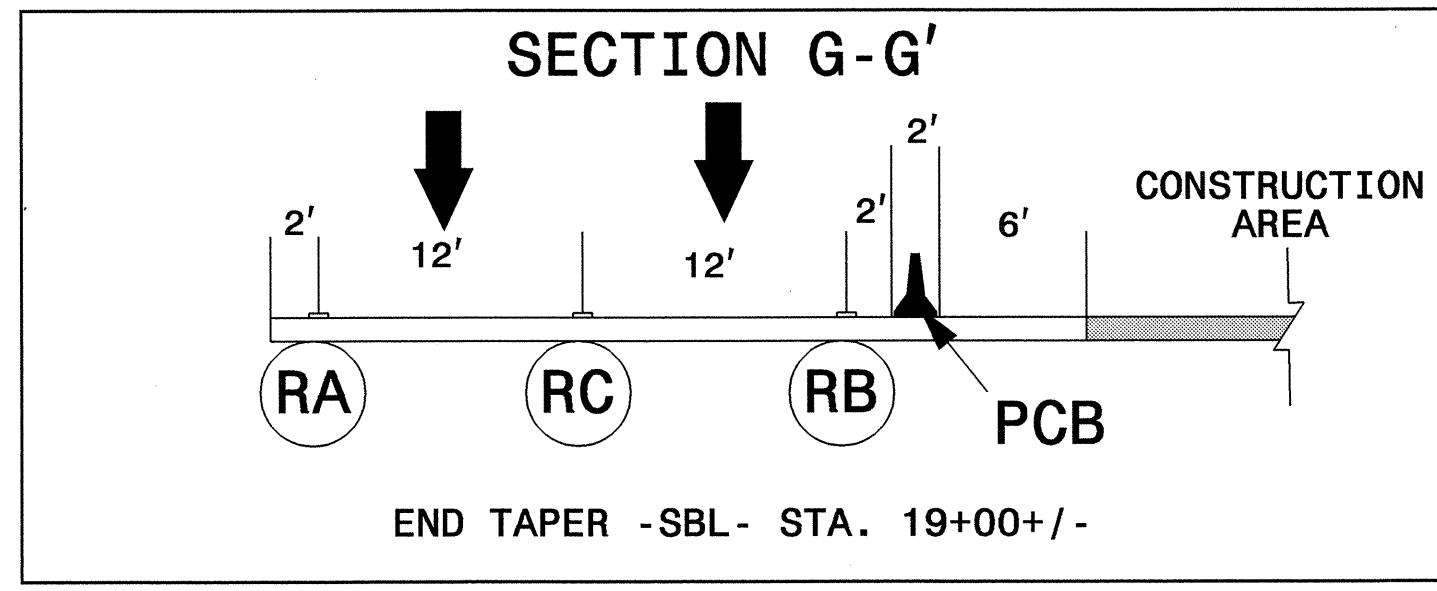 SECTION G-G'
2'
12'
12'
2'
2'
6'
CONSTRUCTION
AREA
RA
RC
RB
PCB
END TAPER -SBL- STA. 19+00+/-